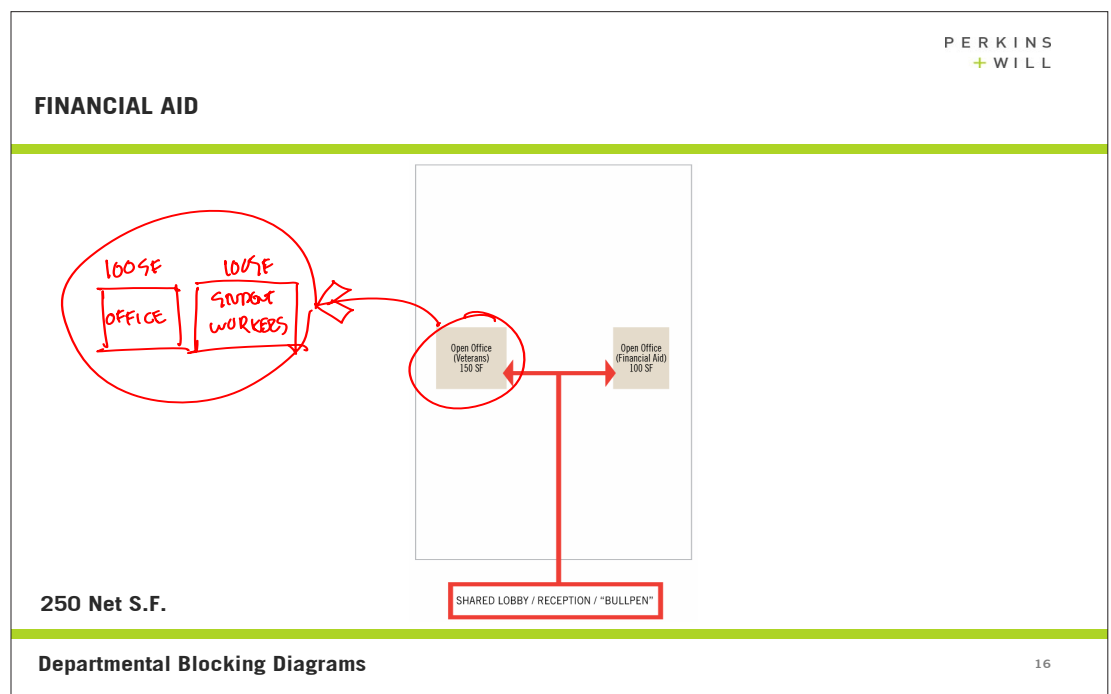 PERKINS
+ WILL
FINANCIAL AID
100SF
100SF
OFFICE
STUDENT
WORKERS
Open Office
(Veterans)
150 SF
Open Office
(Financial Aid)
100 SF
SHARED LOBBY / RECEPTION / "BULLPEN"
250 Net S.F.
Departmental Blocking Diagrams
16